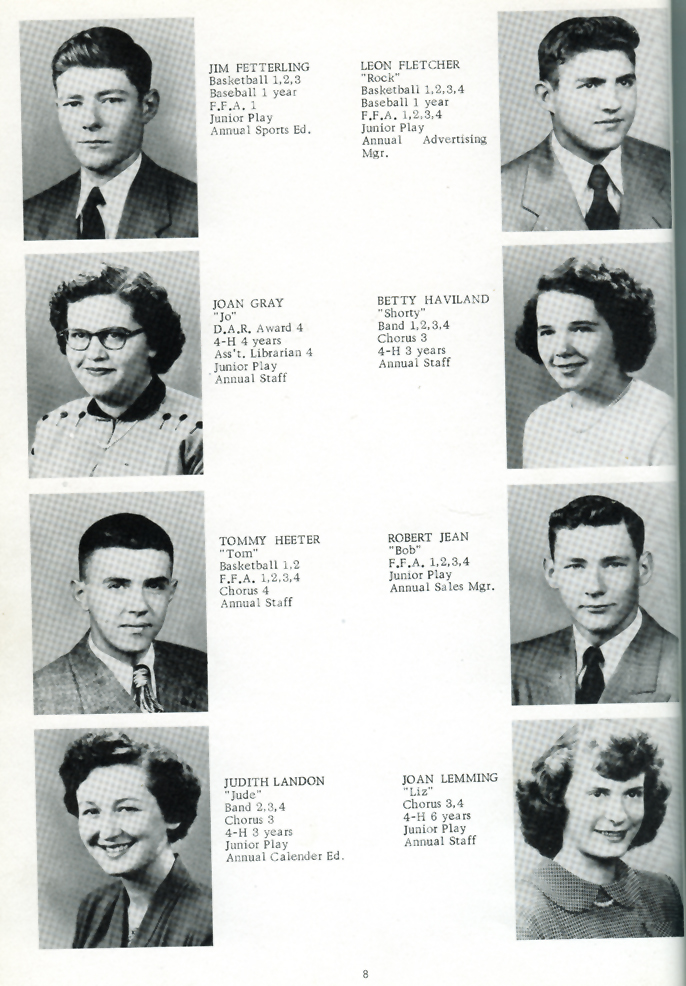 JIM FETTERLING
Basketball 1,2,3
Baseball 1 year
F.F.A. 1
Junior Play
Annual Sports Ed.
LEON FLETCHER
"Rock"
Basketball 1,2,3,4
Baseball 1 year
F.F.A. 1,2,3,4
Junior Play
Annual Advertising
Mgr.
JOAN GRAY
"Jo"
D.A.R. Award 4
4-H 4 years
Ass't. Librarian 4
Junior Play
Annual Staff
BETTY HAVILAND
"Shorty"
Band 1,2,3,4
Chorus 3
4-H 3 years
Annual Staff
TOMMY HEETER
"Tom"
Basketball 1,2
F.F.A. 1,2,3,4
Chorus 4
Annual Staff
ROBERT JEAN
"Bob"
F.F.A. 1,2,3,4
Junior Play
Annual Sales Mgr.
JUDITH LANDON
"Jude"
Band 2,3,4
Chorus 3
4-H 3 years
Junior Play
Annual Calender Ed.
JOAN LEMMING
"Liz"
Chorus 3,4
4-H 6 years
Junior Play
Annual Staff
8